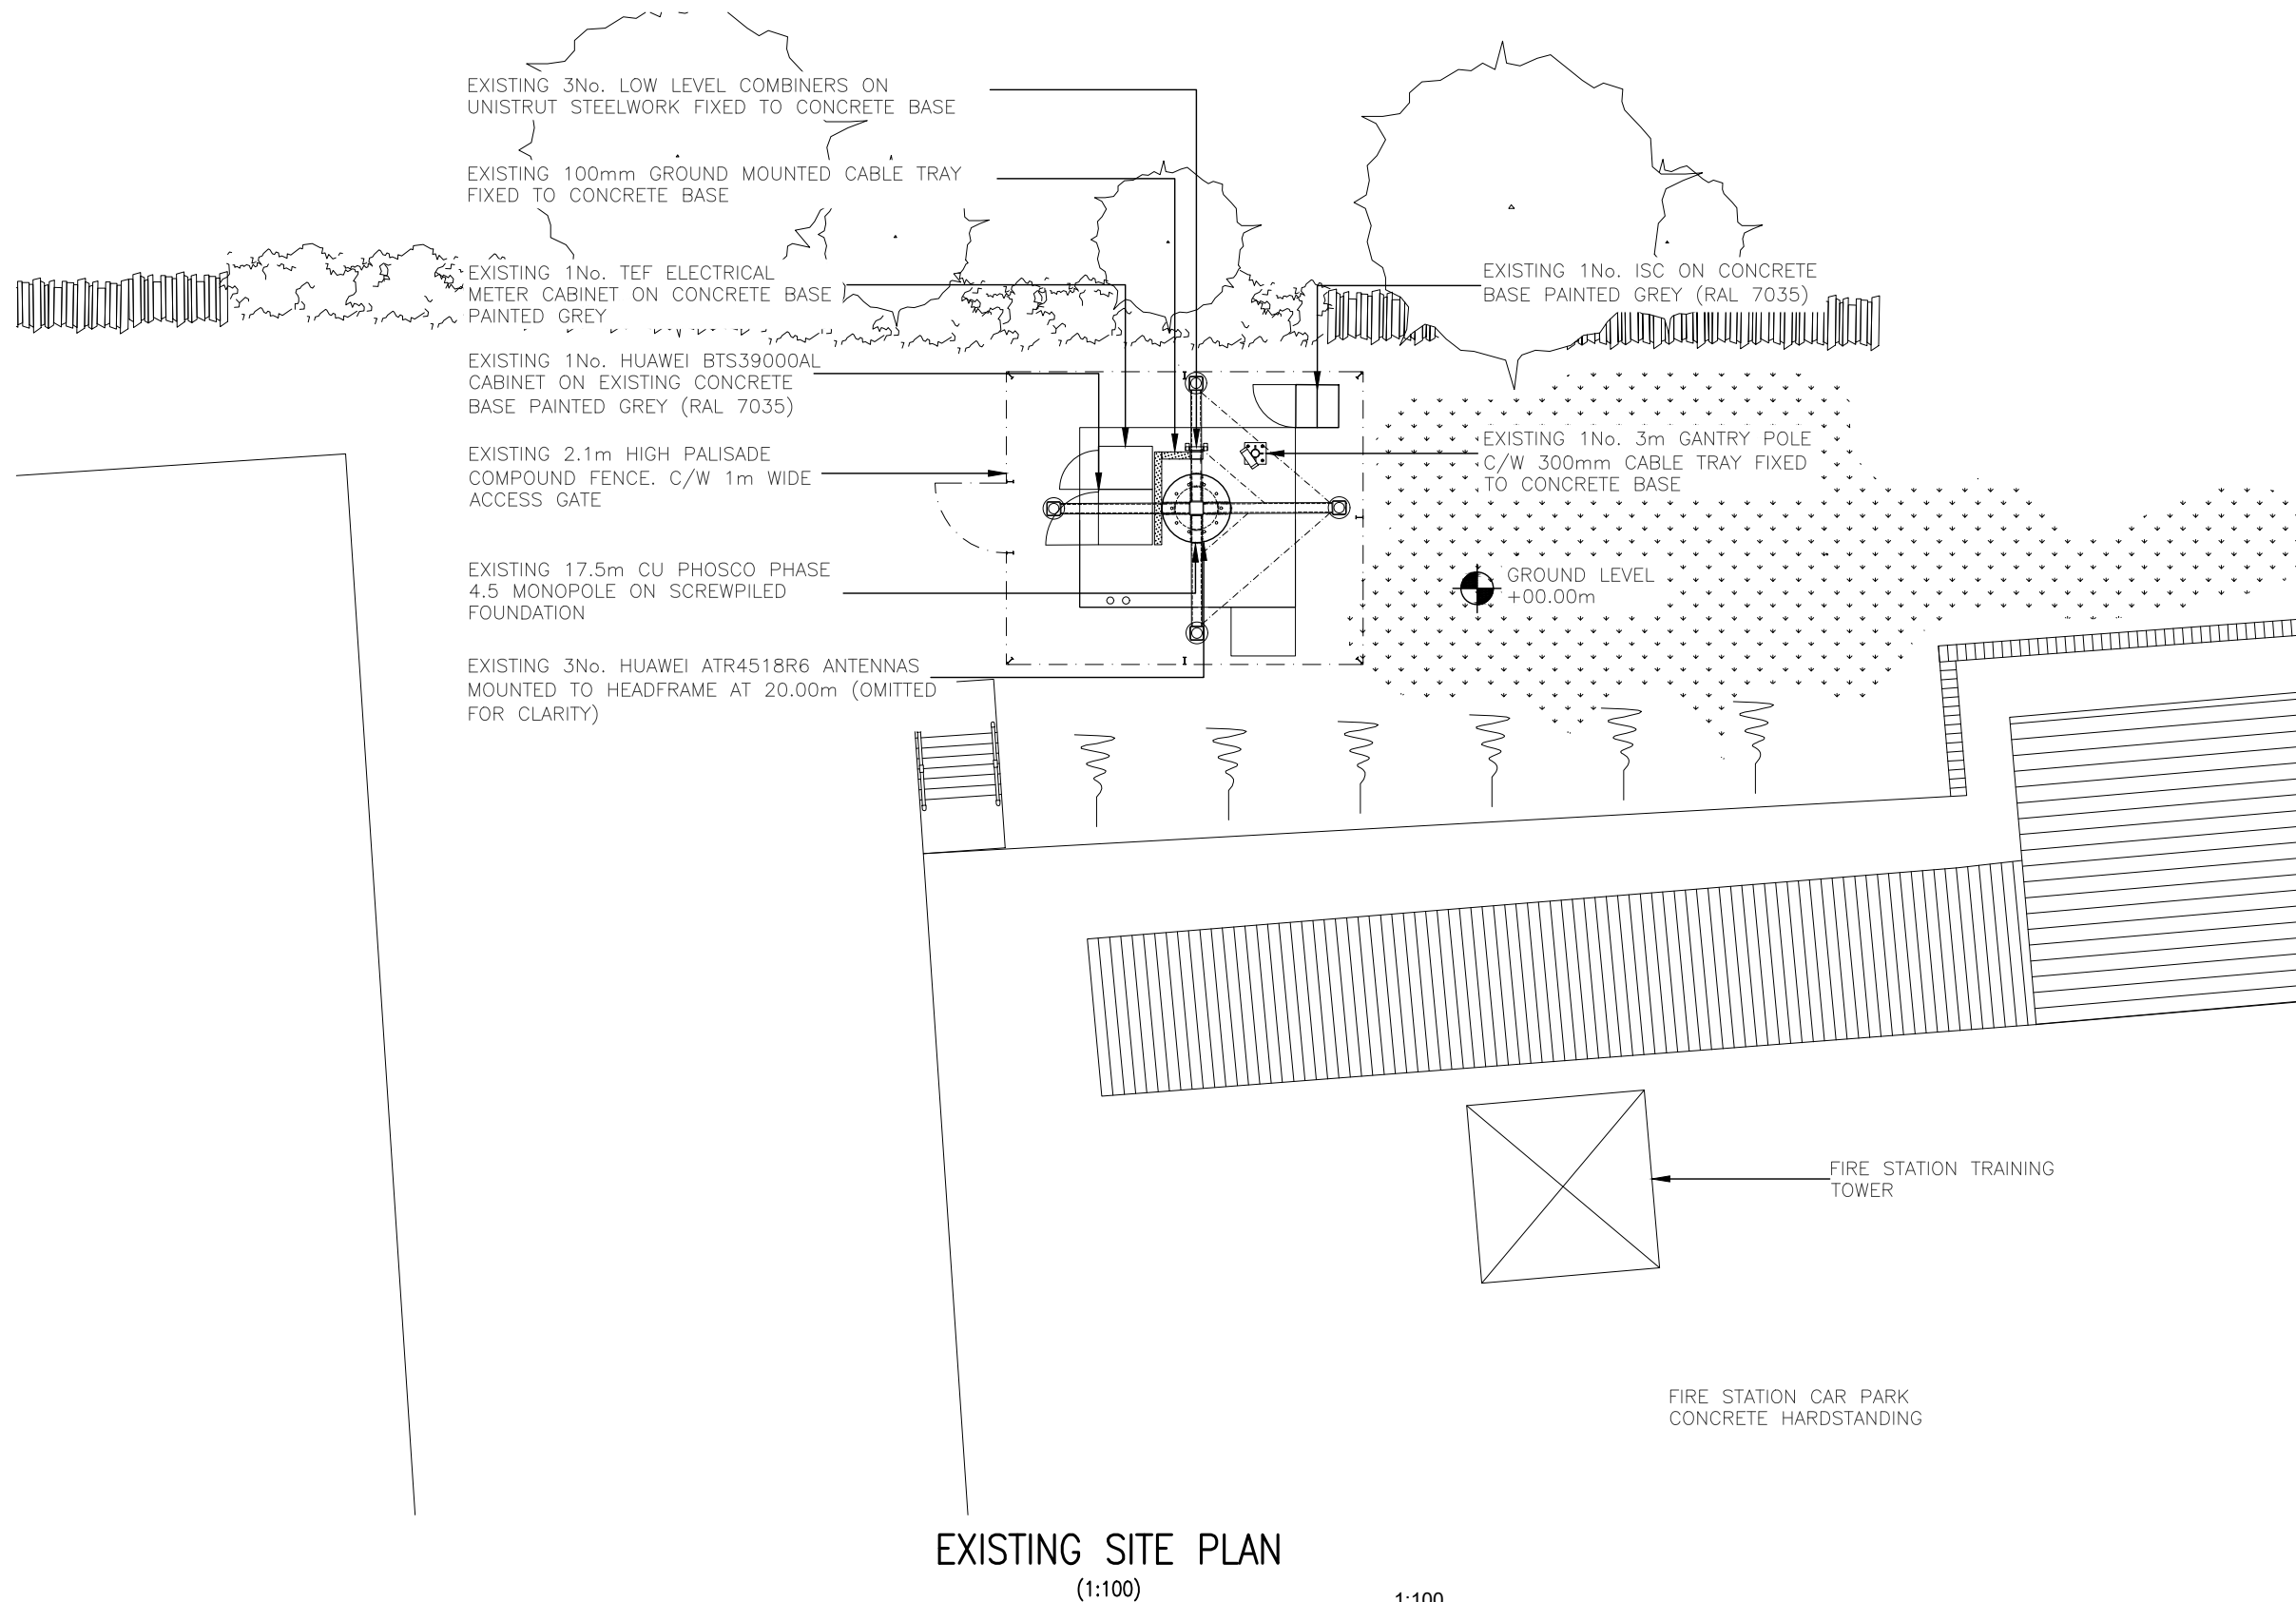 EXISTING 3No. LOW LEVEL COMBINERS ON
UNISTRUT STEELWORK FIXED TO CONCRETE BASE
EXISTING 100mm GROUND MOUNTED CABLE TRAY
FIXED TO CONCRETE BASE
EXISTING 1No. TEF ELECTRICAL
METER CABINET ON CONCRETE BASE
PAINTED GREY
EXISTING 1No. HUAWEI BTS39000AL
CABINET ON EXISTING CONCRETE
BASE PAINTED GREY (RAL 7035)
EXISTING 2.1m HIGH PALISADE
COMPOUND FENCE. C/W 1m WIDE
ACCESS GATE
EXISTING 17.5m CU PHOSCO PHASE
4.5 MONOPOLE ON SCREWPILED
FOUNDATION
EXISTING 3No. HUAWEI ATR4518R6 ANTENNAS
MOUNTED TO HEADFRAME AT 20.00m (OMITTED
FOR CLARITY)
EXISTING 1No. ISC ON CONCRETE
BASE PAINTED GREY (RAL 7035)
EXISTING 1No. 3m GANTRY POLE
C/W 300mm CABLE TRAY FIXED
TO CONCRETE BASE
GROUND LEVEL
+00.00m
FIRE STATION TRAINING
TOWER
FIRE STATION CAR PARK
CONCRETE HARDSTANDING
EXISTING SITE PLAN
(1:100)
1:100